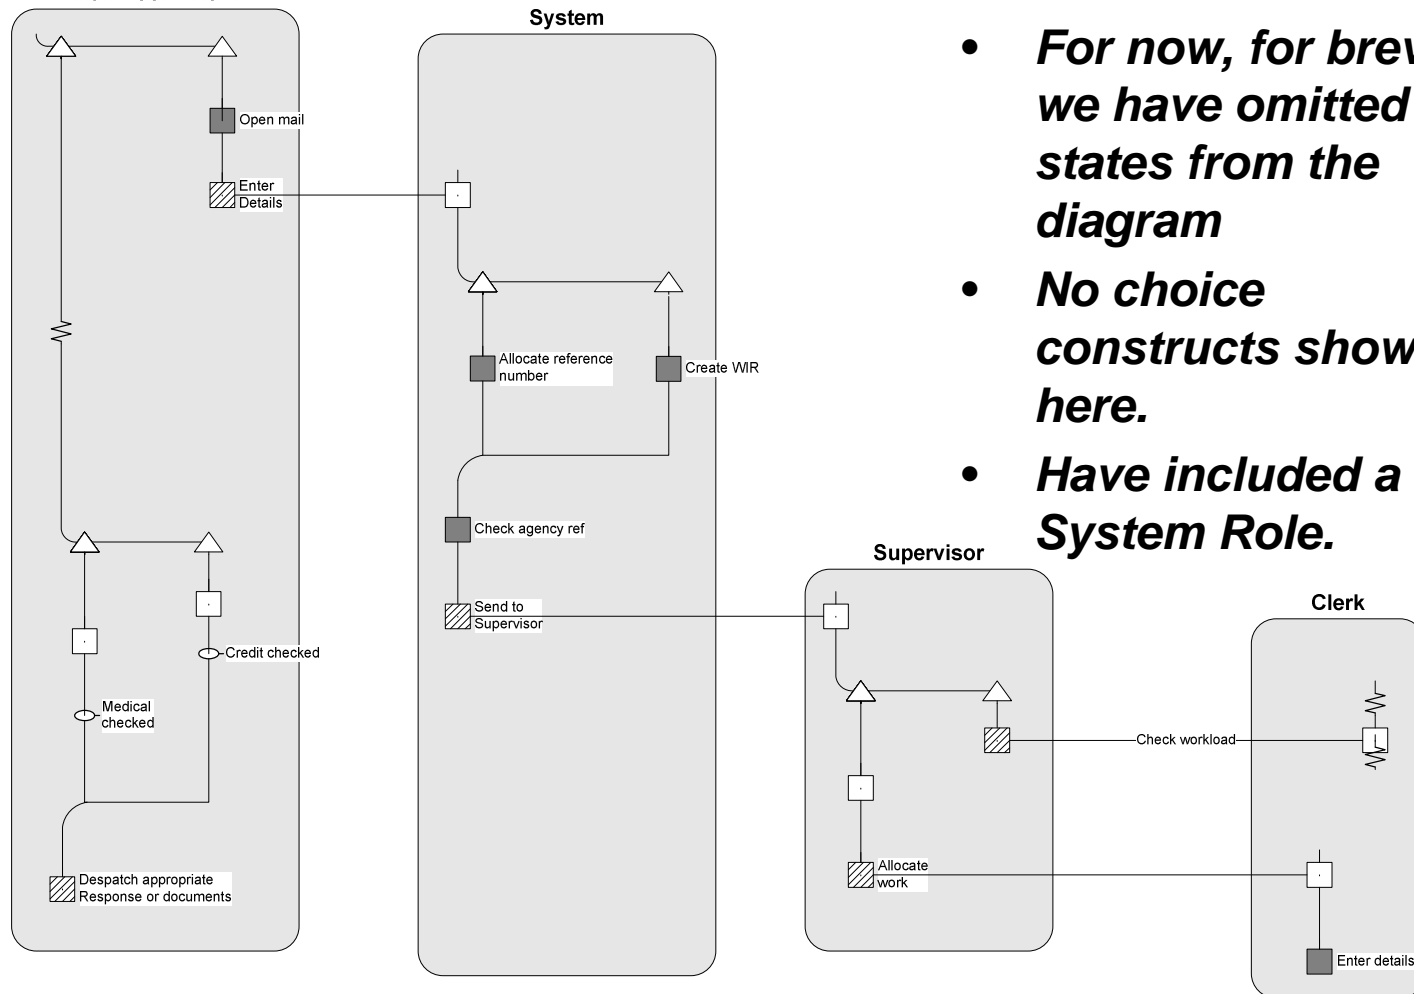 System
Open mail
Enter
Details
Allocate reference
number
Create WIR
Check agency ref
Send to
Supervisor
Credit checked
Medical
checked
Despatch appropriate
Response or documents
Supervisor
Check workload
Allocate
work
Clerk
Enter details
• For now, for brev
we have omitted
states from the
diagram
• No choice
constructs show
here.
• Have included a
System Role.